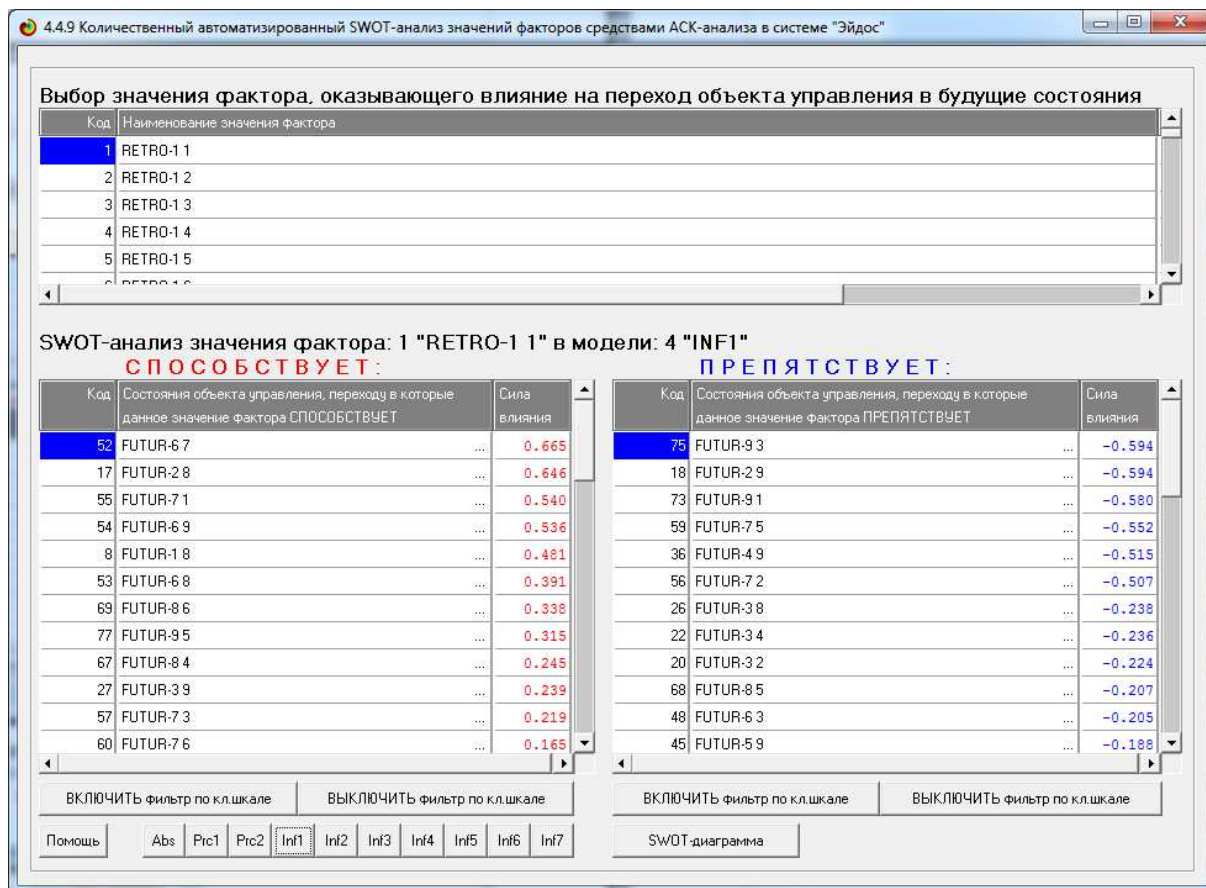 4.4.9 Количественный автоматизированный SWOT-анализ значений факторов средствами АСК-анализа в системе "Эйдос"
Выбор значения фактора, оказывающего влияние на переход объекта управления в будущие состояния
Код Наименование значения фактора
1 RETRO-1 1
2 RETRO-1 2
3 RETRO-1 3
4 RETRO-1 4
5 RETRO-1 5
SWOT-анализ значения фактора: 1 "RETRO-1 1" в модели: 4 "INF1"
СПОСОБСТВУЕТ:
Код Состояния объекта управления, переходу в которые Сила
данное значение фактора СПОСОБСТВУЕТ влияния
52 FUTUR-6 7 ... 0.665
17 FUTUR-2 8 ... 0.646
55 FUTUR-7 1 ... 0.540
54 FUTUR-6 9 ... 0.536
8 FUTUR-1 8 ... 0.481
53 FUTUR-6 8 ... 0.391
69 FUTUR-8 6 ... 0.338
77 FUTUR-9 5 ... 0.315
67 FUTUR-8 4 ... 0.245
27 FUTUR-3 9 ... 0.239
57 FUTUR-7 3 ... 0.219
60 FUTUR-7 6 ... 0.165
ПРЕПЯТСТВУЕТ:
Код Состояния объекта управления, переходу в которые Сила
данное значение фактора ПРЕПЯТСТВУЕТ влияния
75 FUTUR-9 3 ... -0.594
18 FUTUR-2 9 ... -0.594
73 FUTUR-9 1 ... -0.580
59 FUTUR-7 5 ... -0.552
36 FUTUR-4 9 ... -0.515
56 FUTUR-7 2 ... -0.507
26 FUTUR-3 8 ... -0.238
22 FUTUR-3 4 ... -0.236
20 FUTUR-3 2 ... -0.224
68 FUTUR-8 5 ... -0.207
48 FUTUR-6 3 ... -0.205
45 FUTUR-5 9 ... -0.188
ВКЛЮЧИТЬ фильтр по кл.шкале ВЫКЛЮЧИТЬ фильтр по кл.шкале ВКЛЮЧИТЬ фильтр по кл.шкале ВЫКЛЮЧИТЬ фильтр по кл.шкале
Помощь Abs Prc1 Prc2 Inf1 Inf2 Inf3 Inf4 Inf5 Inf6 Inf7 SWOT-диаграмма